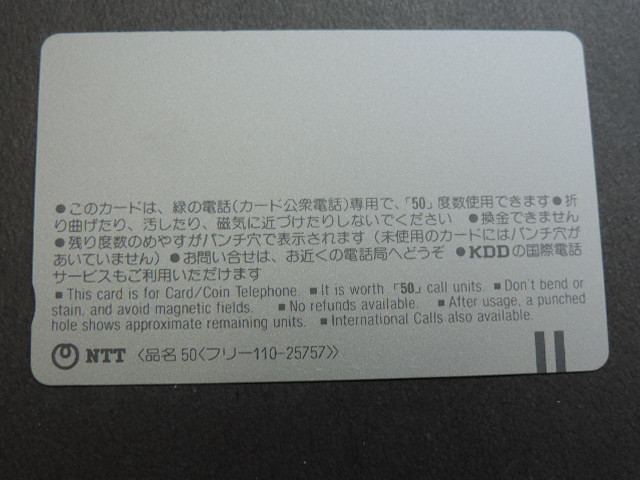 ●このカードは、緑の電話(カード公衆電話)専用で、「50」度数使用できます●折
り曲げたり、汚したり、磁気に近づけたりしないでください ●換金できません
●残り度数のめやすがパンチ穴で表示されます(未使用のカードにはパンチ穴が
あいていません)●お問い合せは、お近くの電話局へどうぞ ●KDDの国際電話
サービスもご利用いただけます
■This card is for Card/Coin Telephone. ■It is worth「50」call units. ■Don't bend or
stain, and avoid magnetic fields. ■No refunds available. ■After usage, a punched
hole shows approximate remaining units. ■International Calls also available.
NTT〈品名50〈フリー110-25757〉〉